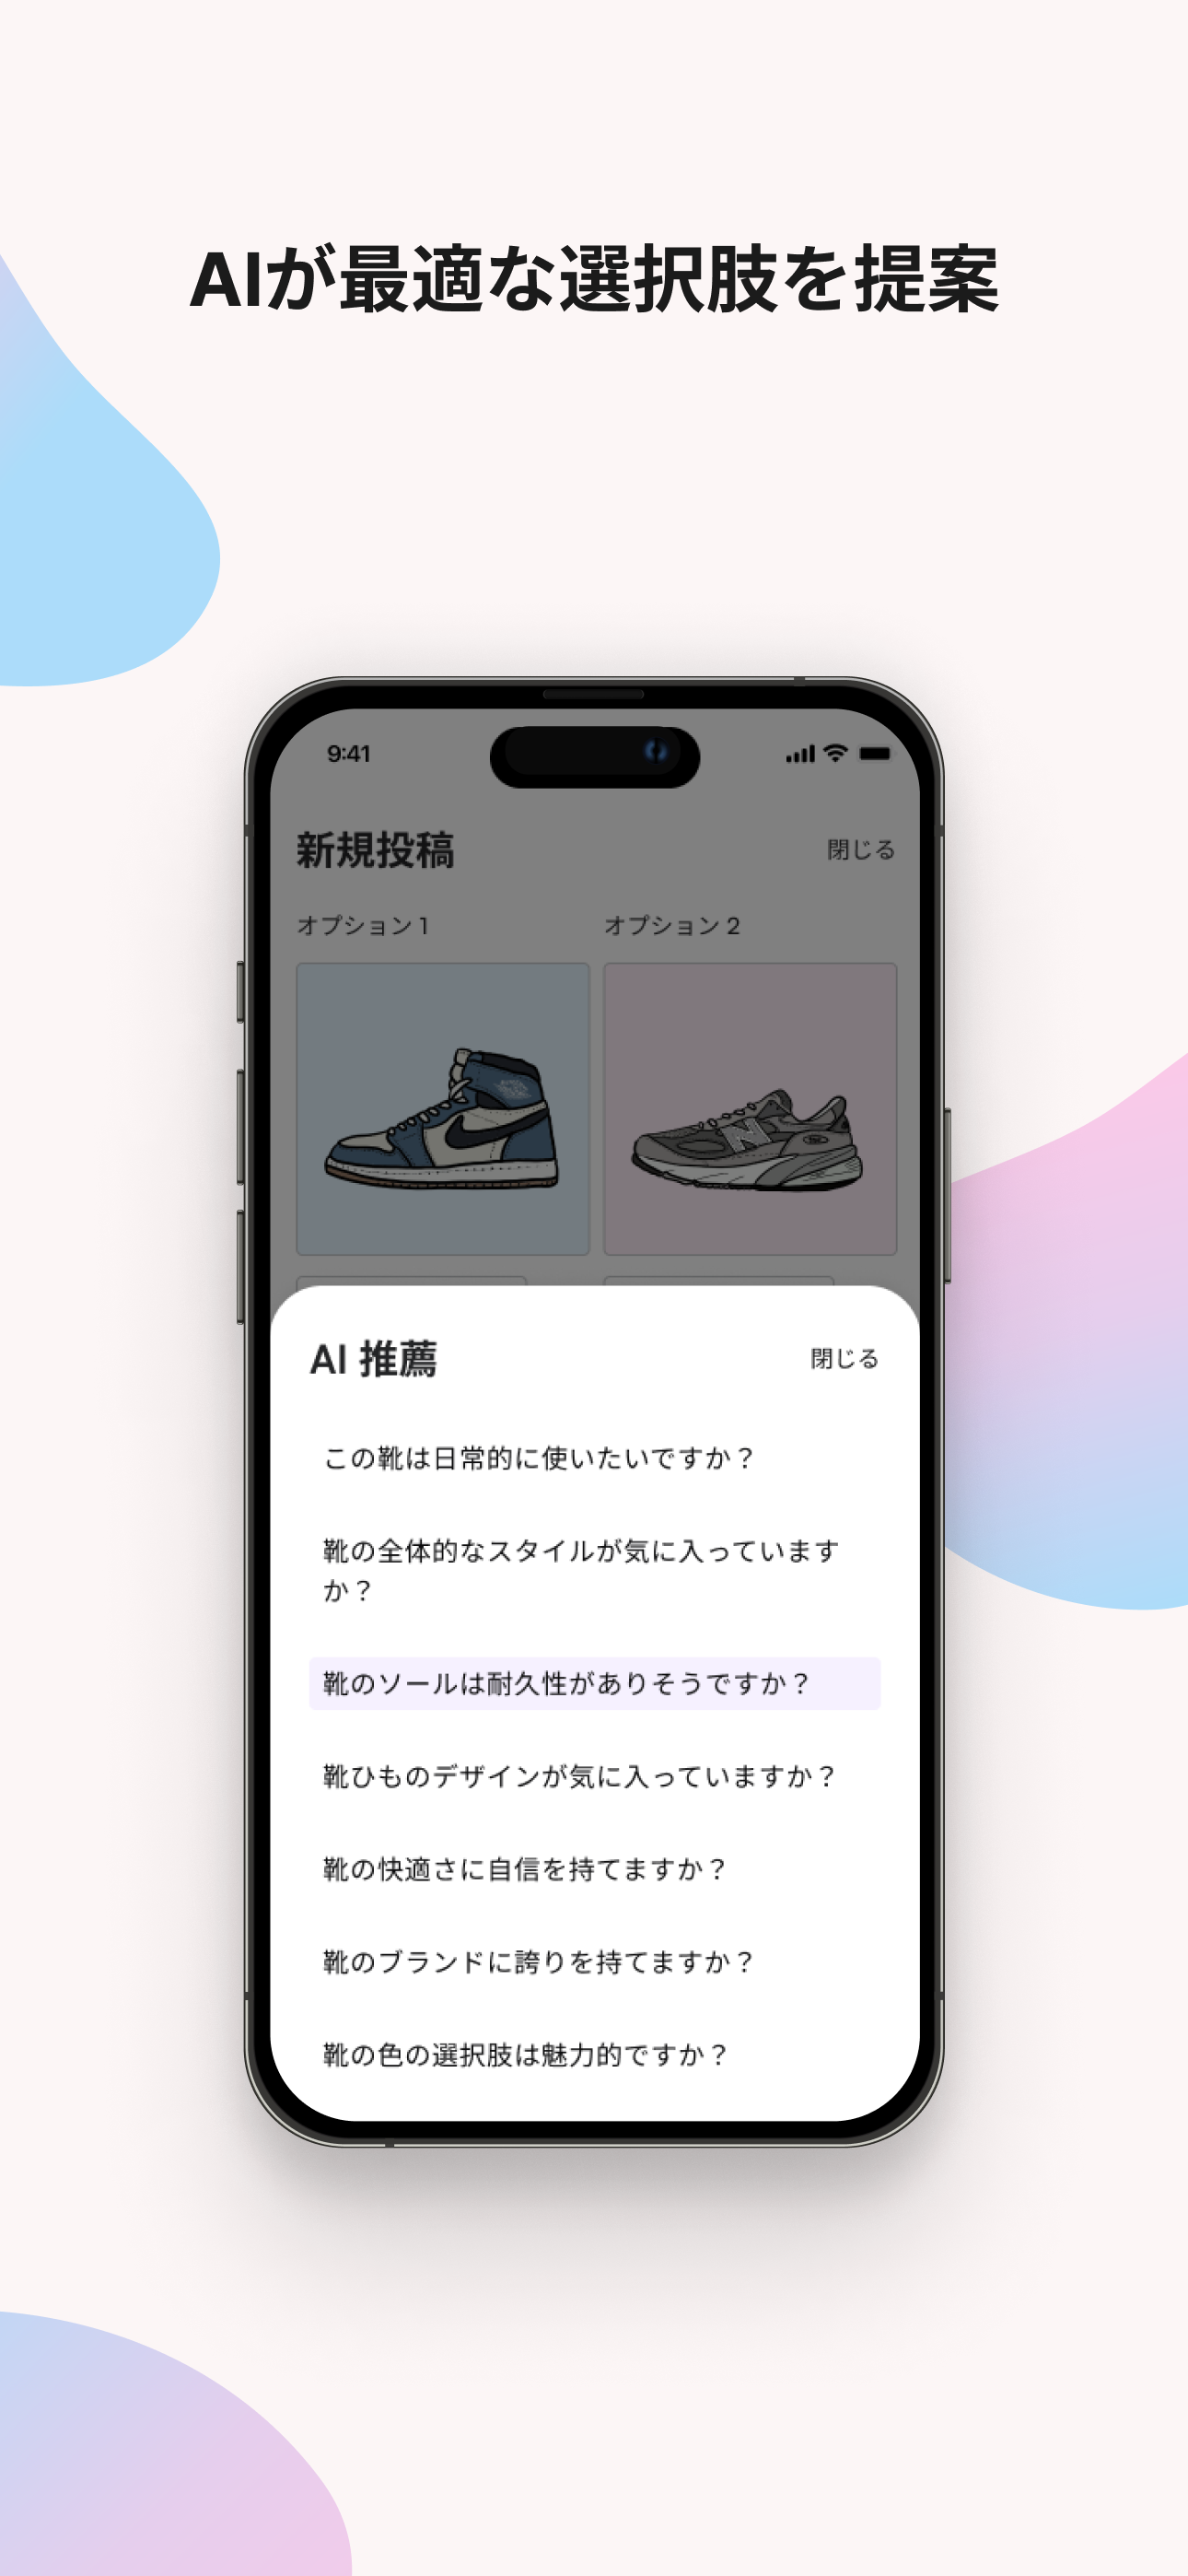 AIが最適な選択肢を提案
9:41
新規投稿
閉じる
オプション 1
オプション 2
N
AI 推薦
閉じる
この靴は日常的に使いたいですか？
靴の全体的なスタイルが気に入っています
か？
靴のソールは耐久性がありそうですか？
靴ひものデザインが気に入っていますか？
靴の快適さに自信を持てますか？
靴のブランドに誇りを持てますか？
靴の色の選択肢は魅力的ですか？